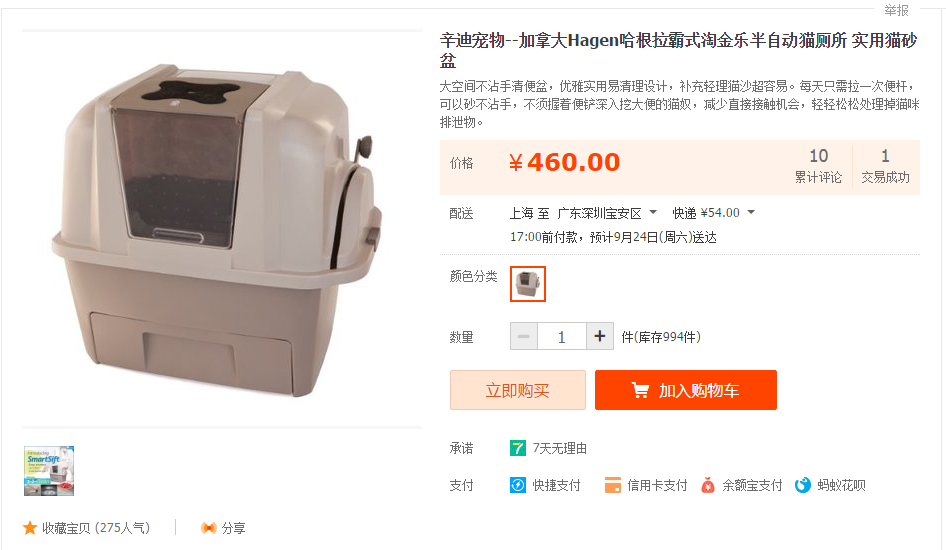 举报
辛迪宠物--加拿大Hagen哈根拉霸式淘金乐半自动猫厕所 实用猫砂
盆
大空间不沾手清便盆，优雅实用易清理设计，补充轻理猫沙超容易。每天只需拉一次便杆，
可以砂不沾手，不须握着便铲深入挖大便的猫奴，减少直接接触机会，轻轻松松处理掉猫咪
排泄物。
价格 ¥460.00 10 1
累计评论 交易成功
配送 上海 至 广东深圳宝安区 快递 ¥54.00
17:00前付款，预计9月24日(周六)送达
颜色分类
数量 − 1 + 件(库存994件)
立即购买 加入购物车
承诺 7 7天无理由
支付 快捷支付 信用卡支付 余额宝支付 蚂蚁花呗
SmartSift
收藏宝贝 (275人气) 分享